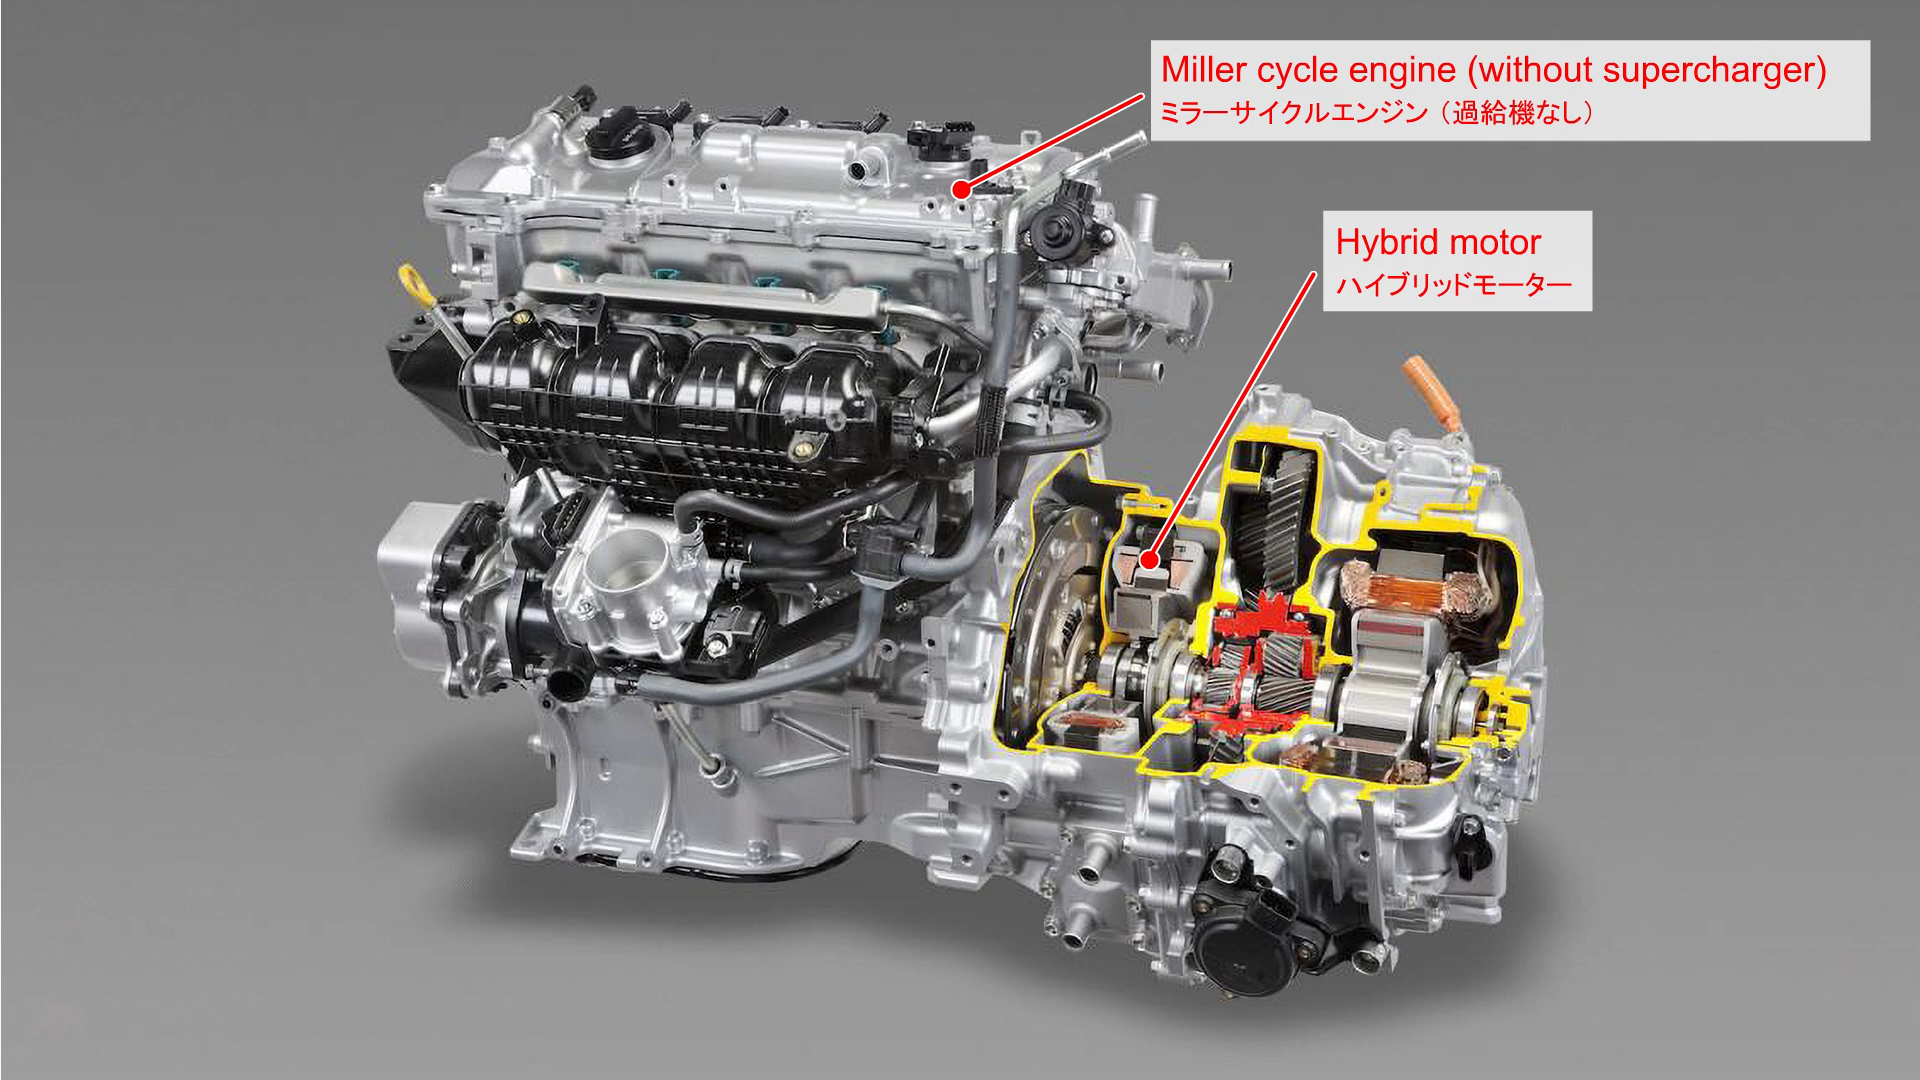 Miller cycle engine (without supercharger)
ミラーサイクルエンジン（過給機なし）
Hybrid motor
ハイブリッドモーター